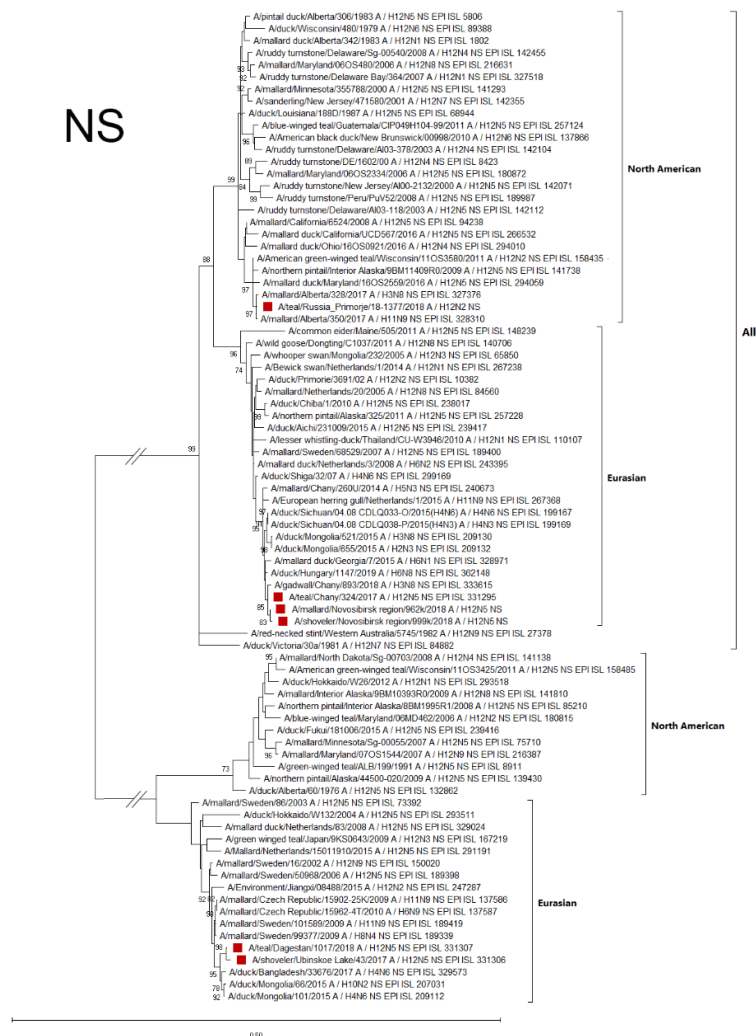 NS
A/pintail duck/Alberta/306/1983 A / H12N5 NS EPI ISL 5806
A/duck/Wisconsin/480/1979 A / H12N6 NS EPI ISL 89388
A/mallard duck/Alberta/342/1983 A / H12N1 NS EPI ISL 1802
A/ruddy turnstone/Delaware/Sg-00540/2008 A / H12N4 NS EPI ISL 142455
A/mallard/Maryland/06OS480/2006 A / H12N8 NS EPI ISL 216631
A/ruddy turnstone/Delaware Bay/364/2007 A / H12N1 NS EPI ISL 327518
A/mallard/Minnesota/355788/2000 A / H12N5 NS EPI ISL 141293
A/sanderling/New Jersey/471580/2001 A / H12N7 NS EPI ISL 142355
A/duck/Louisiana/188D/1987 A / H12N5 NS EPI ISL 68944
A/blue-winged teal/Guatemala/CIP049H104-99/2011 A / H12N5 NS EPI ISL 257124
A/American black duck/New Brunswick/00998/2010 A / H12N6 NS EPI ISL 137866
A/ruddy turnstone/Delaware/AI03-378/2003 A / H12N4 NS EPI ISL 142104
A/ruddy turnstone/DE/1602/00 A / H12N4 NS EPI ISL 8423
A/mallard/Maryland/06OS2334/2006 A / H12N5 NS EPI ISL 180872
A/ruddy turnstone/New Jersey/AI00-2132/2000 A / H12N5 NS EPI ISL 142071
A/ruddy turnstone/Peru/PuV52/2008 A / H12N5 NS EPI ISL 189987
A/ruddy turnstone/Delaware/AI03-118/2003 A / H12N5 NS EPI ISL 142112
A/mallard/California/6524/2008 A / H12N5 NS EPI ISL 94238
A/mallard duck/California/UCD567/2016 A / H12N5 NS EPI ISL 266532
A/mallard duck/Ohio/16OS0921/2016 A / H12N4 NS EPI ISL 294010
A/American green-winged teal/Wisconsin/11OS3580/2011 A / H12N2 NS EPI ISL 158435
A/northern pintail/Interior Alaska/9BM11409R0/2009 A / H12N5 NS EPI ISL 141738
A/mallard duck/Maryland/16OS2559/2016 A / H12N5 NS EPI ISL 294059
A/mallard/Alberta/328/2017 A / H3N8 NS EPI ISL 327376
A/teal/Russia_Primorje/18-1377/2018 A / H12N2 NS
A/mallard/Alberta/350/2017 A / H11N9 NS EPI ISL 328310
North American
A/common eider/Maine/505/2011 A / H12N5 NS EPI ISL 148239
A/wild goose/Dongting/C1037/2011 A / H12N8 NS EPI ISL 140706
A/whooper swan/Mongolia/232/2005 A / H12N3 NS EPI ISL 65850
A/Bewick swan/Netherlands/1/2014 A / H12N1 NS EPI ISL 267238
A/duck/Primorie/3691/02 A / H12N2 NS EPI ISL 10382
A/mallard/Netherlands/20/2005 A / H12N8 NS EPI ISL 84560
A/duck/Chiba/1/2010 A / H12N5 NS EPI ISL 238017
A/northern pintail/Alaska/325/2011 A / H12N5 NS EPI ISL 257228
A/duck/Aichi/231009/2015 A / H12N5 NS EPI ISL 239417
A/lesser whistling-duck/Thailand/CU-W3946/2010 A / H12N1 NS EPI ISL 110107
A/mallard/Sweden/68529/2007 A / H12N5 NS EPI ISL 189400
A/mallard duck/Netherlands/3/2008 A / H6N2 NS EPI ISL 243395
A/duck/Shiga/32/07 A / H4N6 NS EPI ISL 299169
A/mallard/Chany/260U/2014 A / H5N3 NS EPI ISL 240673
A/European herring gull/Netherlands/1/2015 A / H11N9 NS EPI ISL 267368
A/duck/Sichuan/04.08 CDLQ033-O/2015(H4N6) A / H4N6 NS EPI ISL 199167
A/duck/Sichuan/04.08 CDLQ038-P/2015(H4N3) A / H4N3 NS EPI ISL 199169
A/duck/Mongolia/521/2015 A / H3N8 NS EPI ISL 209130
A/duck/Mongolia/655/2015 A / H2N3 NS EPI ISL 209132
A/mallard duck/Georgia/7/2015 A / H6N1 NS EPI ISL 328971
A/duck/Hungary/1147/2019 A / H6N8 NS EPI ISL 362148
A/gadwall/Chany/893/2018 A / H3N8 NS EPI ISL 333615
A/teal/Chany/324/2017 A / H12N5 NS EPI ISL 331295
A/mallard/Novosibirsk region/962k/2018 A / H12N5 NS
A/shoveler/Novosibirsk region/999k/2018 A / H12N5 NS
Eurasian
A/red-necked stint/Western Australia/5745/1982 A / H12N9 NS EPI ISL 27378
A/duck/Victoria/30a/1981 A / H12N7 NS EPI ISL 84882
All
A/mallard/North Dakota/Sg-00703/2008 A / H12N4 NS EPI ISL 141138
A/American green-winged teal/Wisconsin/11OS3425/2011 A / H12N5 NS EPI ISL 158485
A/duck/Hokkaido/W26/2012 A / H12N1 NS EPI ISL 293518
A/mallard/Interior Alaska/9BM10393R0/2009 A / H12N8 NS EPI ISL 141810
A/northern pintail/Interior Alaska/8BM1995R1/2008 A / H12N5 NS EPI ISL 85210
A/blue-winged teal/Maryland/06MD462/2006 A / H12N2 NS EPI ISL 180815
A/duck/Fukui/181006/2015 A / H12N5 NS EPI ISL 239416
A/mallard/Minnesota/Sg-00055/2007 A / H12N5 NS EPI ISL 75710
A/mallard/Maryland/07OS1544/2007 A / H12N9 NS EPI ISL 216387
A/green-winged teal/ALB/199/1991 A / H12N5 NS EPI ISL 8911
A/northern pintail/Alaska/44500-020/2009 A / H12N5 NS EPI ISL 139430
A/duck/Alberta/60/1976 A / H12N5 NS EPI ISL 132862
North American
A/mallard/Sweden/86/2003 A / H12N5 NS EPI ISL 73392
A/duck/Hokkaido/W132/2004 A / H12N5 NS EPI ISL 293511
A/mallard duck/Netherlands/83/2008 A / H12N5 NS EPI ISL 329024
A/green winged teal/Japan/9KS0643/2009 A / H12N3 NS EPI ISL 167219
A/Mallard/Netherlands/15011910/2015 A / H12N5 NS EPI ISL 291191
A/mallard/Sweden/16/2002 A / H12N9 NS EPI ISL 150020
A/mallard/Sweden/50968/2006 A / H12N5 NS EPI ISL 189398
A/Environment/Jiangxi/08488/2015 A / H12N2 NS EPI ISL 247287
A/mallard/Czech Republic/15902-25K/2009 A / H11N9 NS EPI ISL 137586
A/mallard/Czech Republic/15962-4T/2010 A / H6N9 NS EPI ISL 137587
A/mallard/Sweden/101589/2009 A / H11N9 NS EPI ISL 189419
A/mallard/Sweden/99377/2009 A / H8N4 NS EPI ISL 189339
A/teal/Dagestan/1017/2018 A / H12N5 NS EPI ISL 331307
A/shoveler/Ubinskoe Lake/43/2017 A / H12N5 NS EPI ISL 331306
A/duck/Bangladesh/33676/2017 A / H4N6 NS EPI ISL 329573
A/duck/Mongolia/66/2015 A / H10N2 NS EPI ISL 207031
A/duck/Mongolia/101/2015 A / H4N6 NS EPI ISL 209112
Eurasian